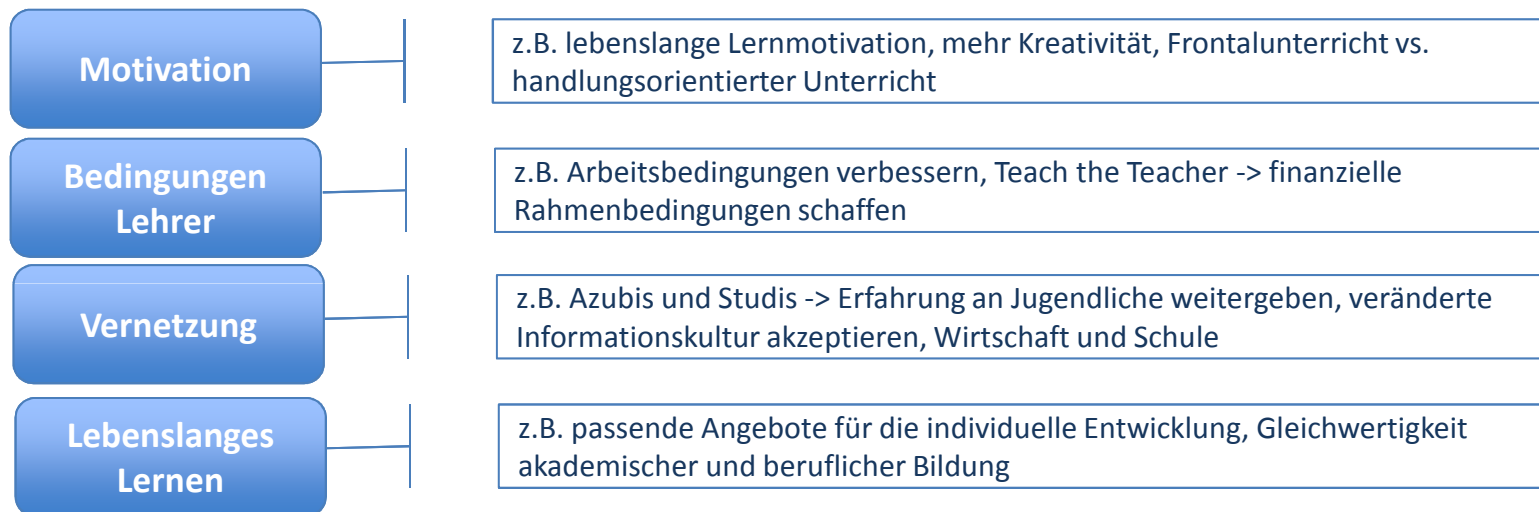 Motivation
z.B. lebenslange Lernmotivation, mehr Kreativität, Frontalunterricht vs.
handlungsorientierter Unterricht
Bedingungen
Lehrer
z.B. Arbeitsbedingungen verbessern, Teach the Teacher -> finanzielle
Rahmenbedingungen schaffen
Vernetzung
z.B. Azubis und Studis -> Erfahrung an Jugendliche weitergeben, veränderte
Informationskultur akzeptieren, Wirtschaft und Schule
Lebenslanges
Lernen
z.B. passende Angebote für die individuelle Entwicklung, Gleichwertigkeit
akademischer und beruflicher Bildung